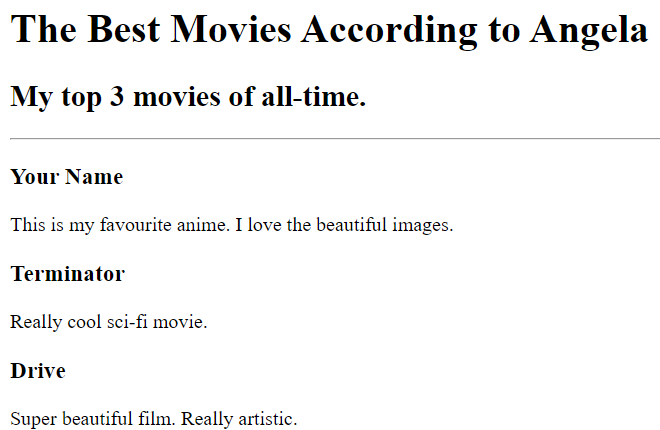 The Best Movies According to Angela
My top 3 movies of all-time.
Your Name
This is my favourite anime. I love the beautiful images.
Terminator
Really cool sci-fi movie.
Drive
Super beautiful film. Really artistic.